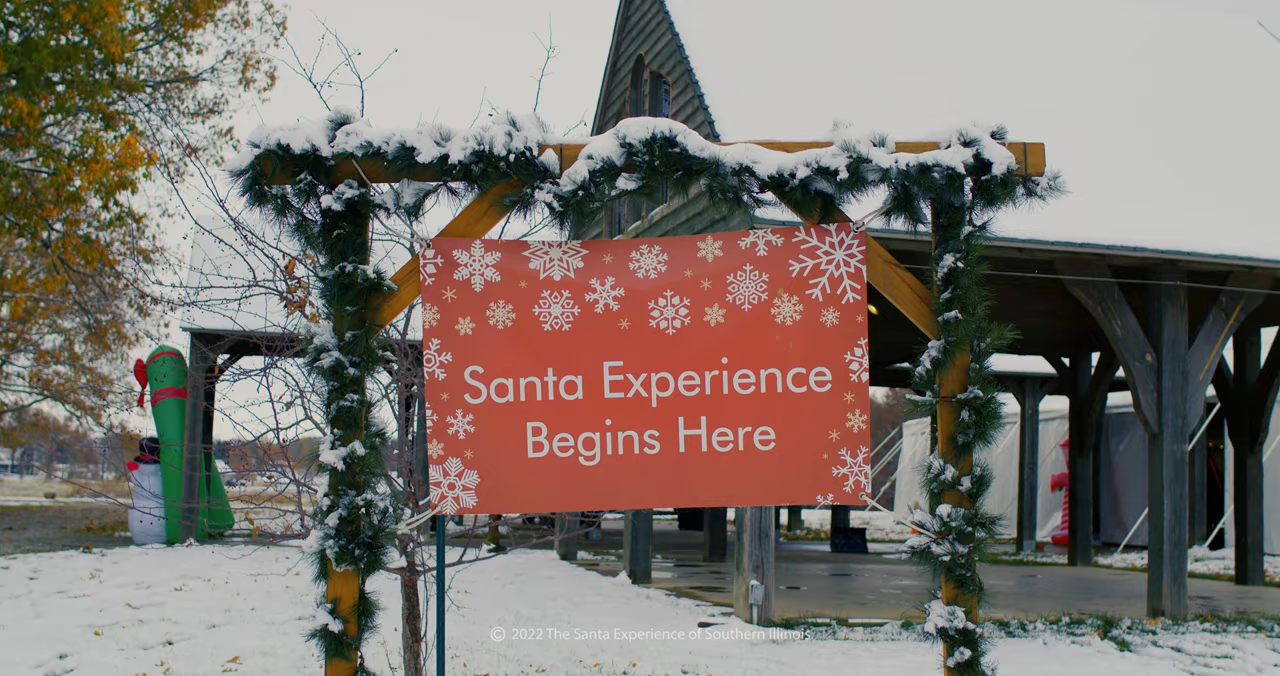 Santa Experience
Begins Here
© 2022 The Santa Experience of Southern Illinois